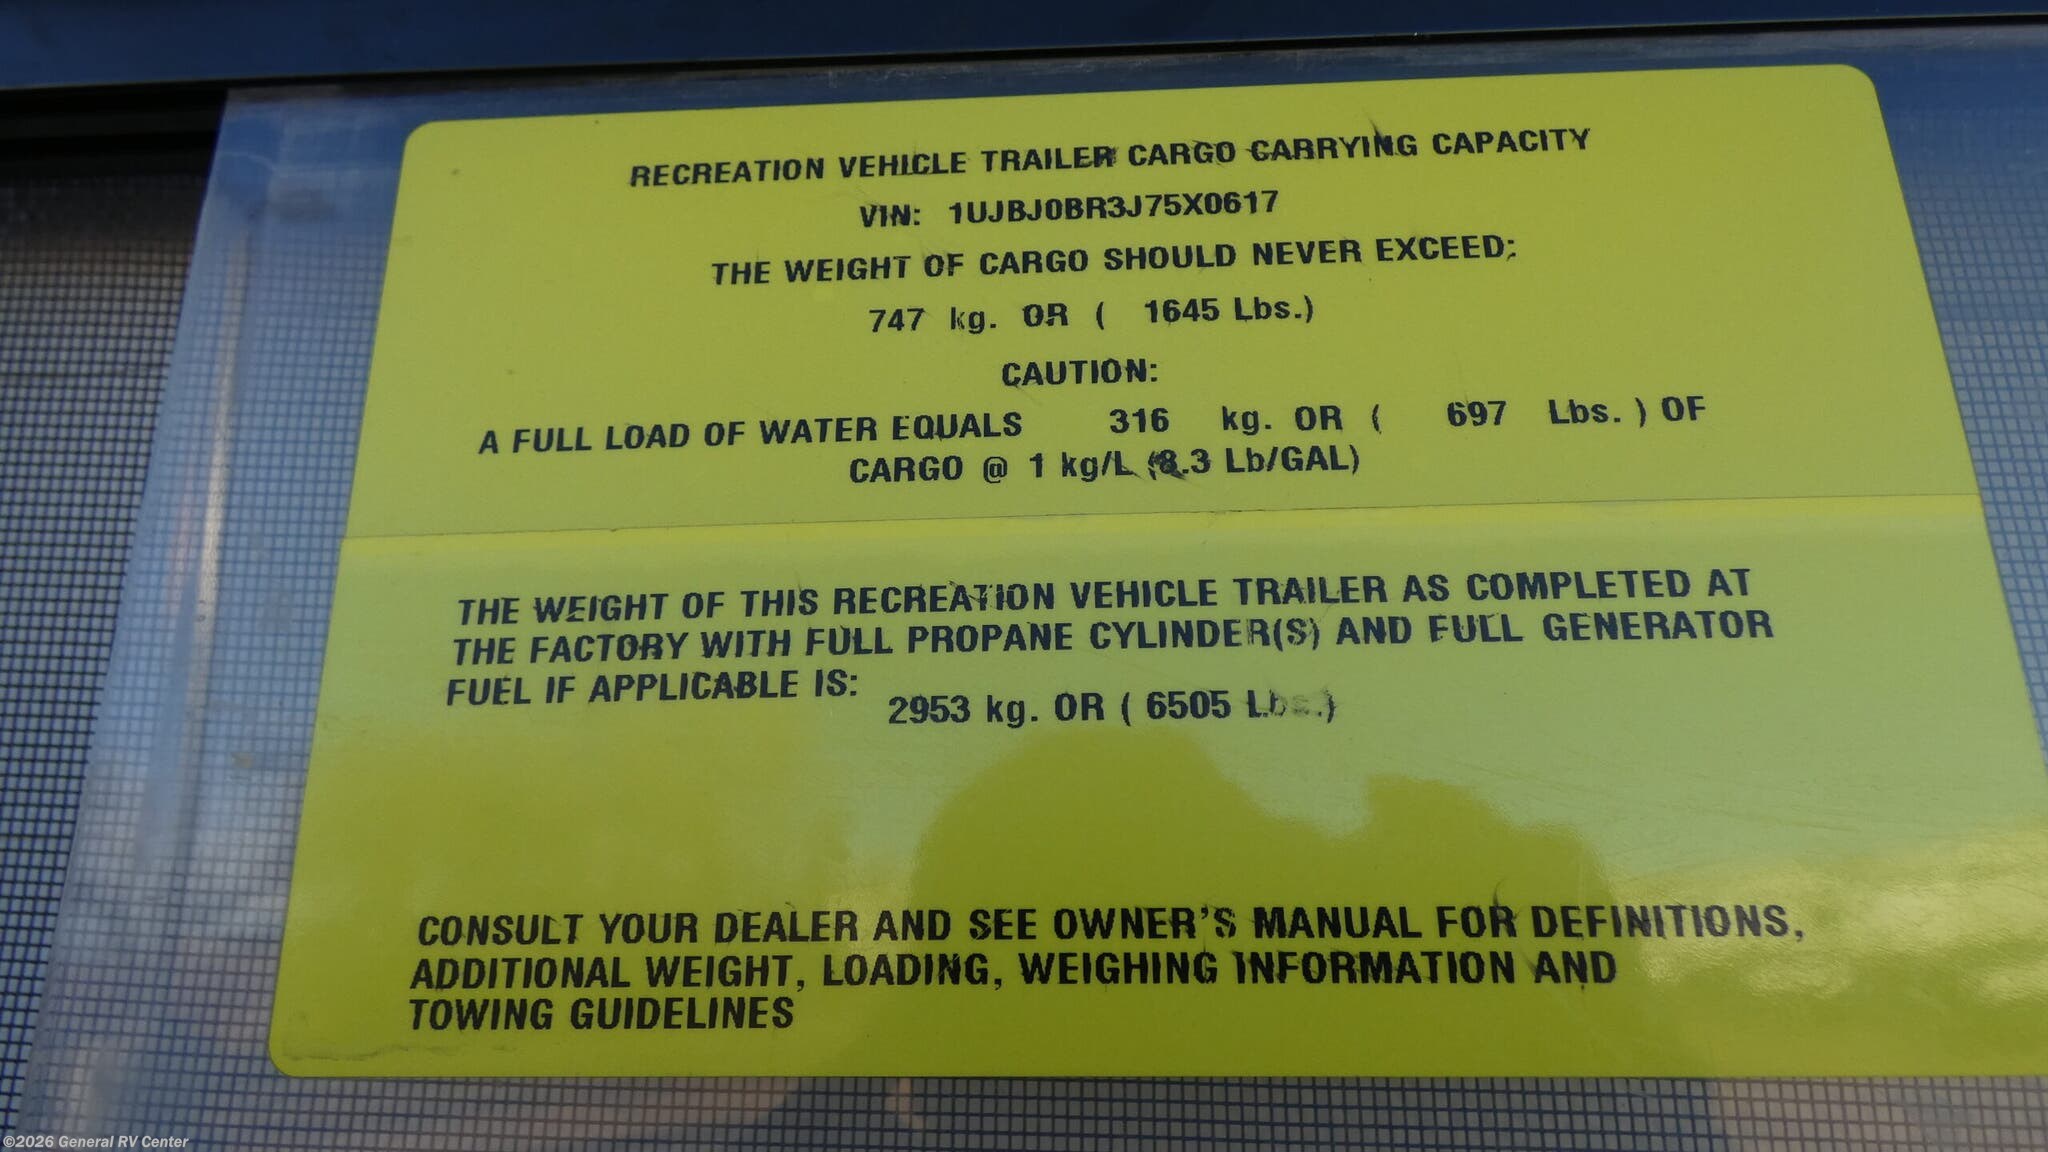 RECREATION VEHICLE TRAILER CARGO CARRYING CAPACITY
VIN: 1UJBJ0BR3J75X0617
THE WEIGHT OF CARGO SHOULD NEVER EXCEED:
747 kg. OR ( 1645 Lbs.)
CAUTION:
A FULL LOAD OF WATER EQUALS 316 kg. OR ( 697 Lbs. ) OF
CARGO @ 1 kg/L (8.3 Lb/GAL)
THE WEIGHT OF THIS RECREATION VEHICLE TRAILER AS COMPLETED AT
THE FACTORY WITH FULL PROPANE CYLINDER(S) AND FULL GENERATOR
FUEL IF APPLICABLE IS:
2953 kg. OR ( 6505 Lbs.)
CONSULT YOUR DEALER AND SEE OWNER'S MANUAL FOR DEFINITIONS,
ADDITIONAL WEIGHT, LOADING, WEIGHING INFORMATION AND
TOWING GUIDELINES
©2026 General RV Center